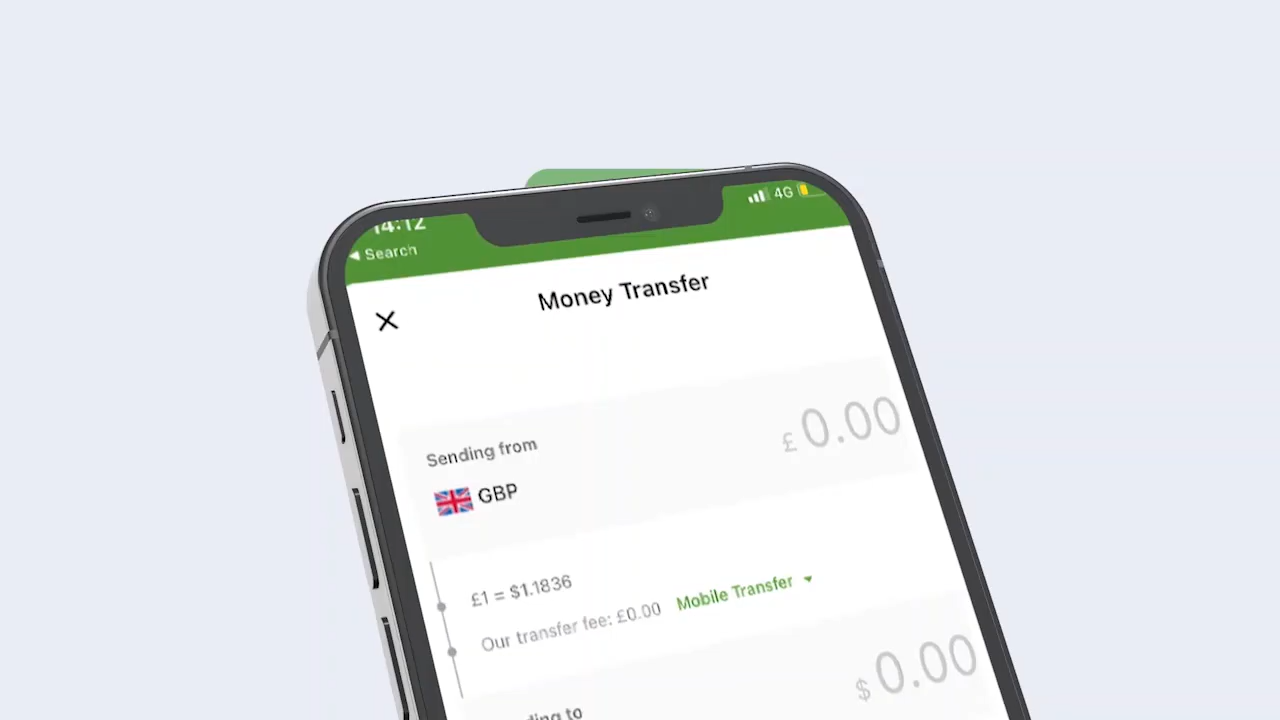 14:12
4G
◀ Search
Money Transfer
Sending from
£ 0.00
GBP
£1 = $1.1836
Our transfer fee: £0.00 Mobile Transfer
$ 0.00
to